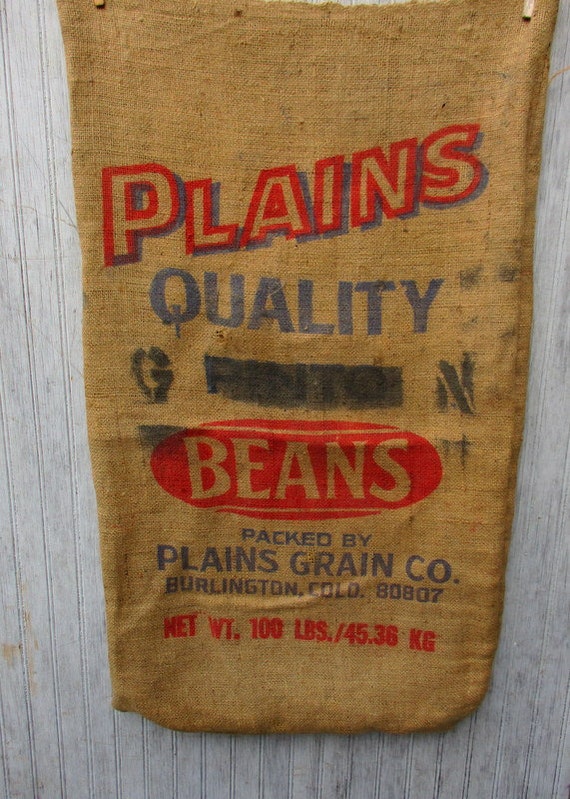 PLAINS
QUALITY
G N
BEANS
PACKED BY
PLAINS GRAIN CO.
BURLINGTON, COLO. 80807
NET WT. 100 LBS./45.36 KG